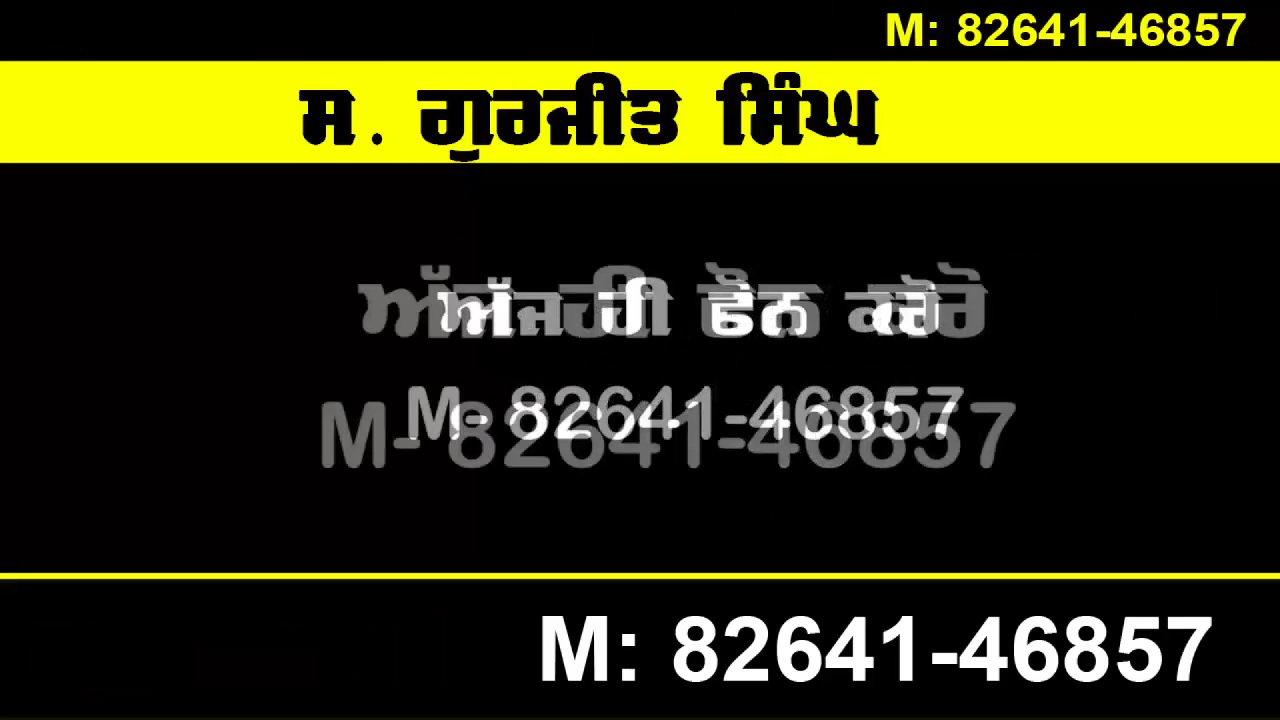 M: 82641-46857
ਸ. ਗੁਰਜੀਤ ਸਿੰਘ
ਅੱਜ ਹੀ ਫੋਨ ਕਰੋ
M- 82641-46857
M: 82641-46857